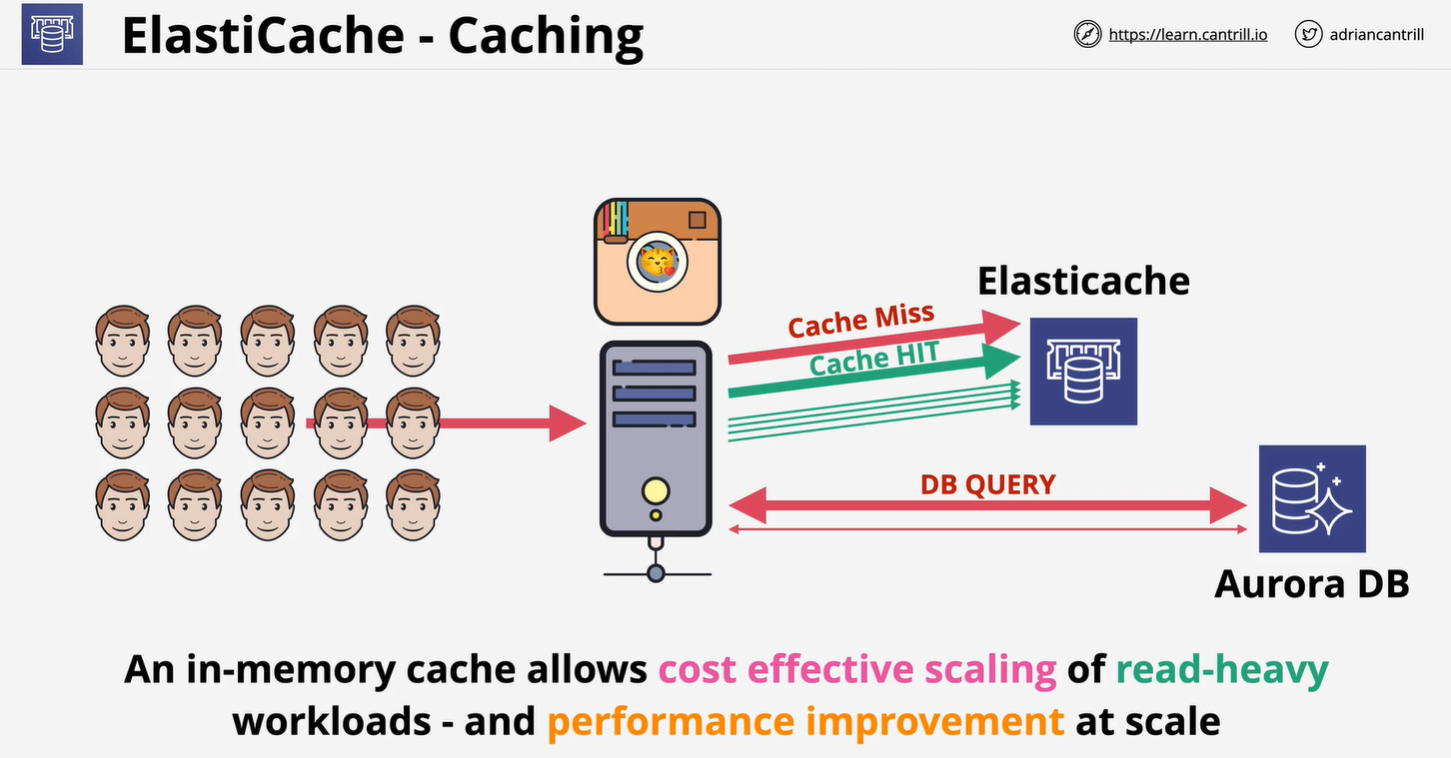 ElastiCache - Caching
https://learn.cantrill.io
adriancantrill
Elasticache
Cache Miss
Cache HIT
DB QUERY
Aurora DB
An in-memory cache allows cost effective scaling of read-heavy
workloads - and performance improvement at scale